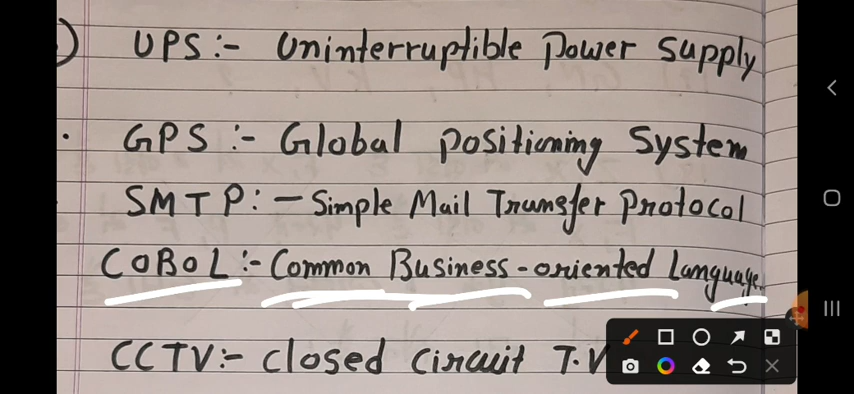 ) UPS :- Uninterruptible Power Supply
. GPS :- Global Positioning System
SMTP :- Simple Mail Transfer Protocol
COBOL :- Common Business-oriented Language.
CCTV :- Closed Circuit T.V